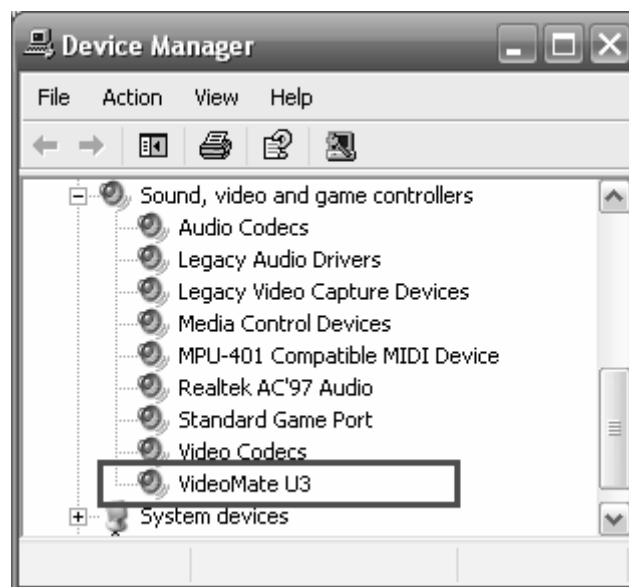 Device Manager
File Action View Help
Sound, video and game controllers
Audio Codecs
Legacy Audio Drivers
Legacy Video Capture Devices
Media Control Devices
MPU-401 Compatible MIDI Device
Realtek AC'97 Audio
Standard Game Port
Video Codecs
VideoMate U3
System devices